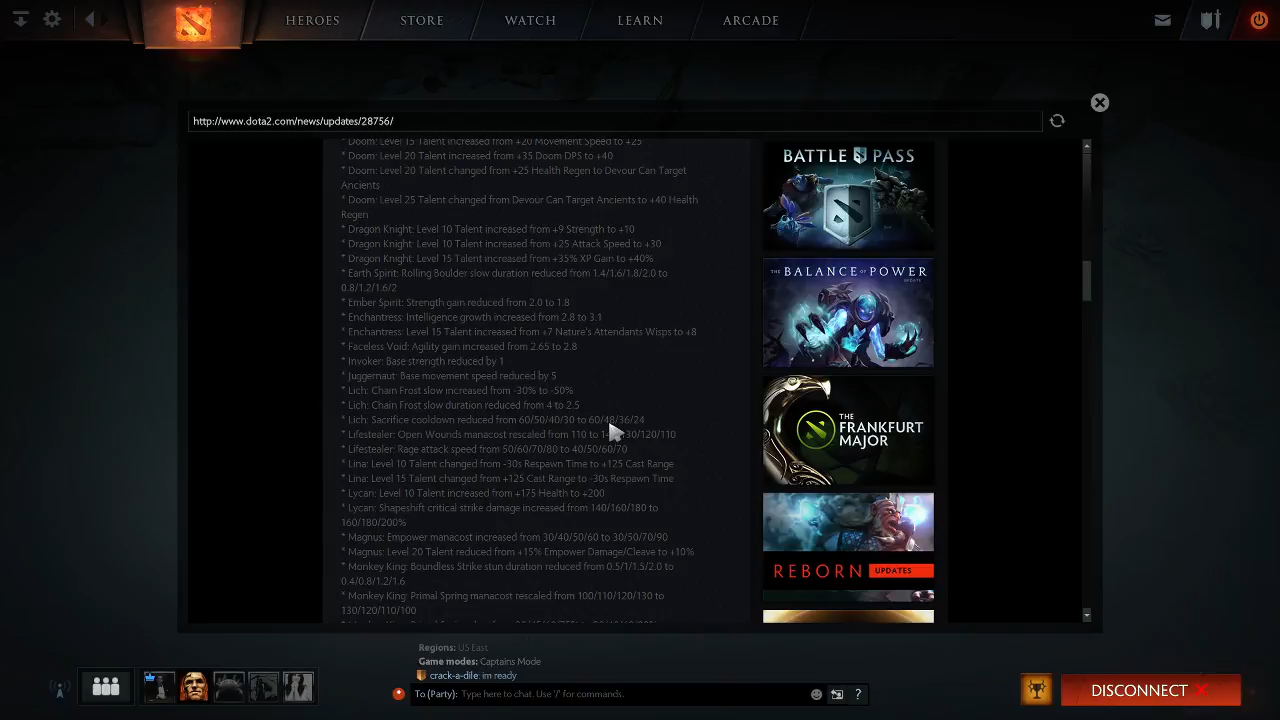 HEROES
STORE
WATCH
LEARN
ARCADE
http://www.dota2.com/news/updates/28756/
* Doom: Level 15 Talent increased from +20 Movement Speed to +25
* Doom: Level 20 Talent increased from +35 Doom DPS to +40
* Doom: Level 20 Talent changed from +25 Health Regen to Devour Can Target
Ancients
* Doom: Level 25 Talent changed from Devour Can Target Ancients to +40 Health
Regen
* Dragon Knight: Level 10 Talent increased from +9 Strength to +10
* Dragon Knight: Level 10 Talent increased from +25 Attack Speed to +30
* Dragon Knight: Level 15 Talent increased from +35% XP Gain to +40%
* Earth Spirit: Rolling Boulder slow duration reduced from 1.4/1.6/1.8/2.0 to
0.8/1.2/1.6/2
* Ember Spirit: Strength gain reduced from 2.0 to 1.8
* Enchantress: Intelligence growth increased from 2.8 to 3.1
* Enchantress: Level 15 Talent increased from +7 Nature's Attendants Wisps to +8
* Faceless Void: Agility gain increased from 2.65 to 2.8
* Invoker: Base strength reduced by 1
* Juggernaut: Base movement speed reduced by 5
* Lich: Chain Frost slow increased from -30% to -50%
* Lich: Chain Frost slow duration reduced from 4 to 2.5
* Lich: Sacrifice cooldown reduced from 60/50/40/30 to 60/48/36/24
* Lifestealer: Open Wounds manacost rescaled from 110 to 30/120/110
* Lifestealer: Rage attack speed from 50/60/70/80 to 40/50/60/70
* Lina: Level 10 Talent changed from -30s Respawn Time to +125 Cast Range
* Lina: Level 15 Talent changed from +125 Cast Range to -30s Respawn Time
* Lycan: Level 10 Talent increased from +175 Health to +200
* Lycan: Shapeshift critical strike damage increased from 140/160/180 to
160/180/200%
* Magnus: Empower manacost increased from 30/40/50/60 to 30/50/70/90
* Magnus: Level 20 Talent reduced from +15% Empower Damage/Cleave to +10%
* Monkey King: Boundless Strike stun duration reduced from 0.5/1/1.5/2.0 to
0.4/0.8/1.2/1.6
* Monkey King: Primal Spring manacost rescaled from 100/110/120/130 to
130/120/110/100
BATTLE PASS
THE BALANCE OF POWER
UPDATE
THE
FRANKFURT
MAJOR
REBORN UPDATES
Regions: US East
Game modes: Captains Mode
crack-a-dile: im ready
To (Party): Type here to chat. Use '/' for commands.
?
DISCONNECT